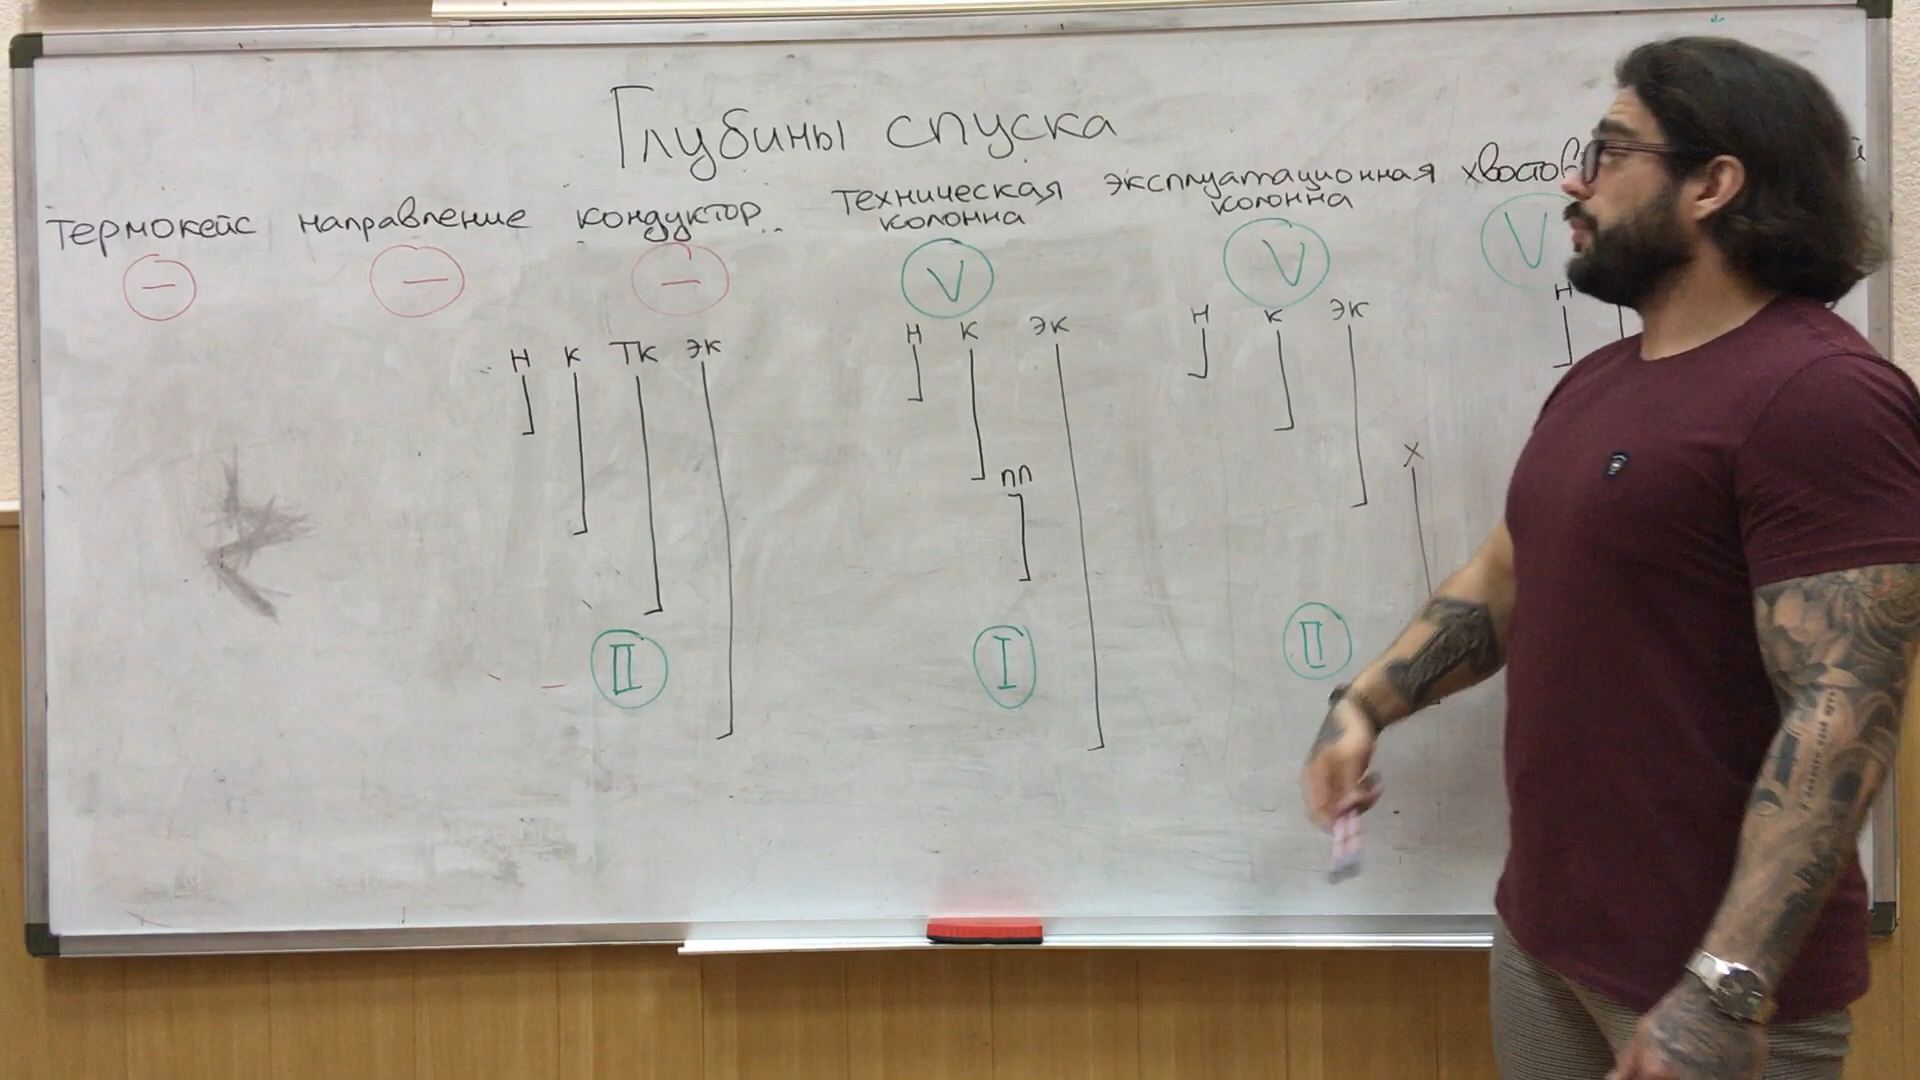 Глубины спуска
термокейс направление кондуктор техническая колонна эксплуатационная колонна
− − − V V V
Н К ТК ЭК
II
Н К ЭК
ПП
I
Н К ЭК
Х
II
Н